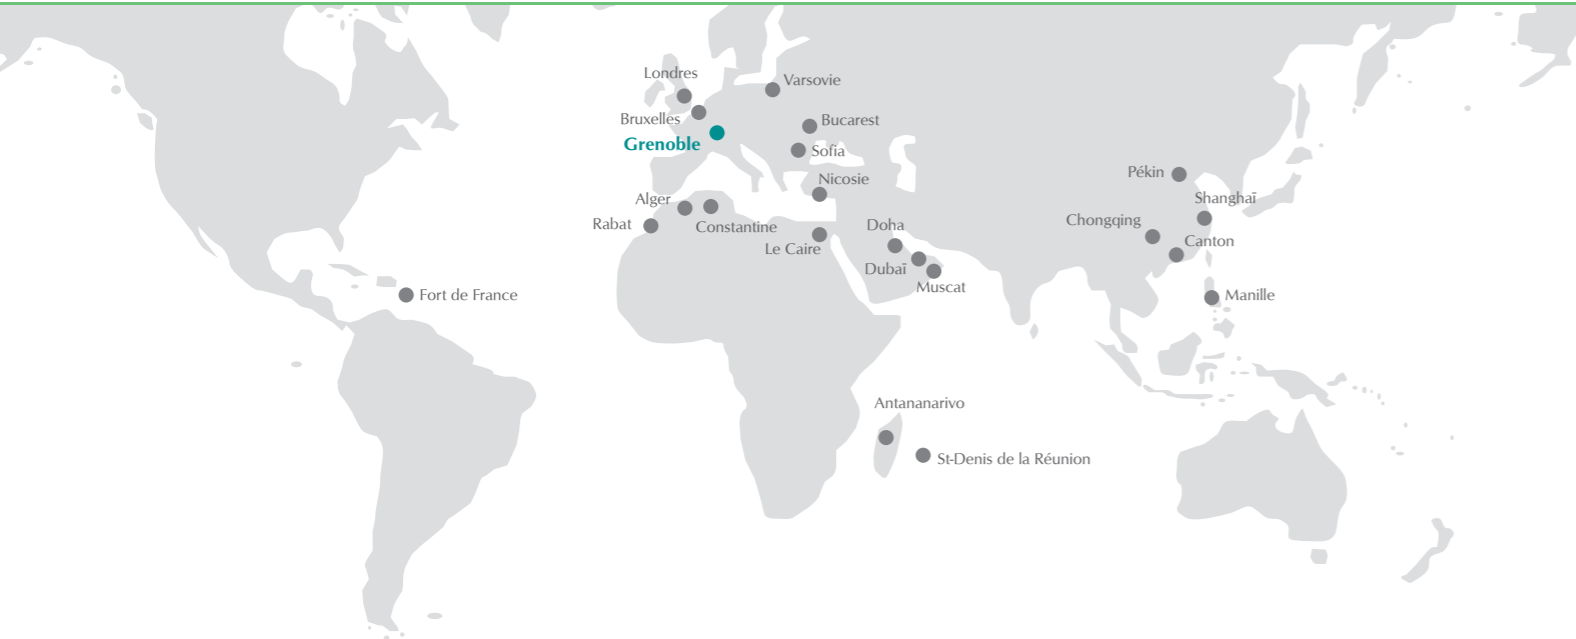 Londres
Varsovie
Bruxelles
Bucarest
Grenoble
Sofia
Nicosie
Pékin
Alger
Shanghaï
Rabat
Constantine
Doha
Chongqing
Le Caire
Canton
Dubaï
Muscat
Fort de France
Manille
Antananarivo
St-Denis de la Réunion